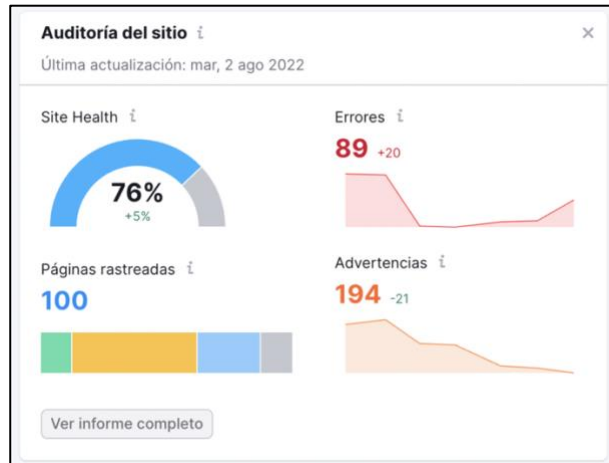 Auditoría del sitio i
Última actualización: mar, 2 ago 2022
Site Health i
76%
+5%
Errores i
89 +20
Páginas rastreadas i
100
Advertencias i
194 -21
Ver informe completo